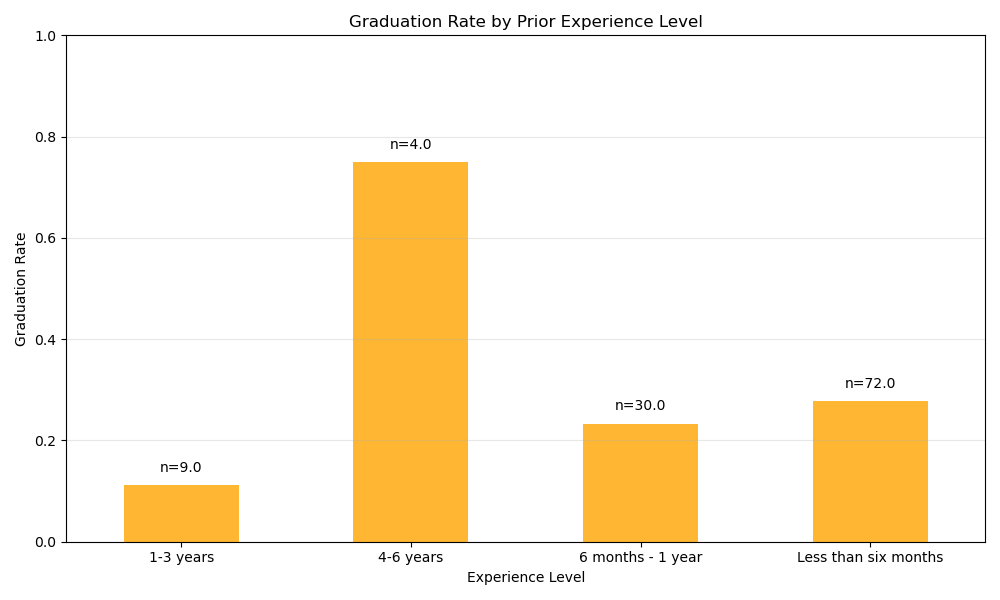 Graduation Rate by Prior Experience Level
1.0
0.8
0.6
0.4
0.2
0.0
Graduation Rate
n=9.0
n=4.0
n=30.0
n=72.0
1-3 years
4-6 years
6 months - 1 year
Less than six months
Experience Level